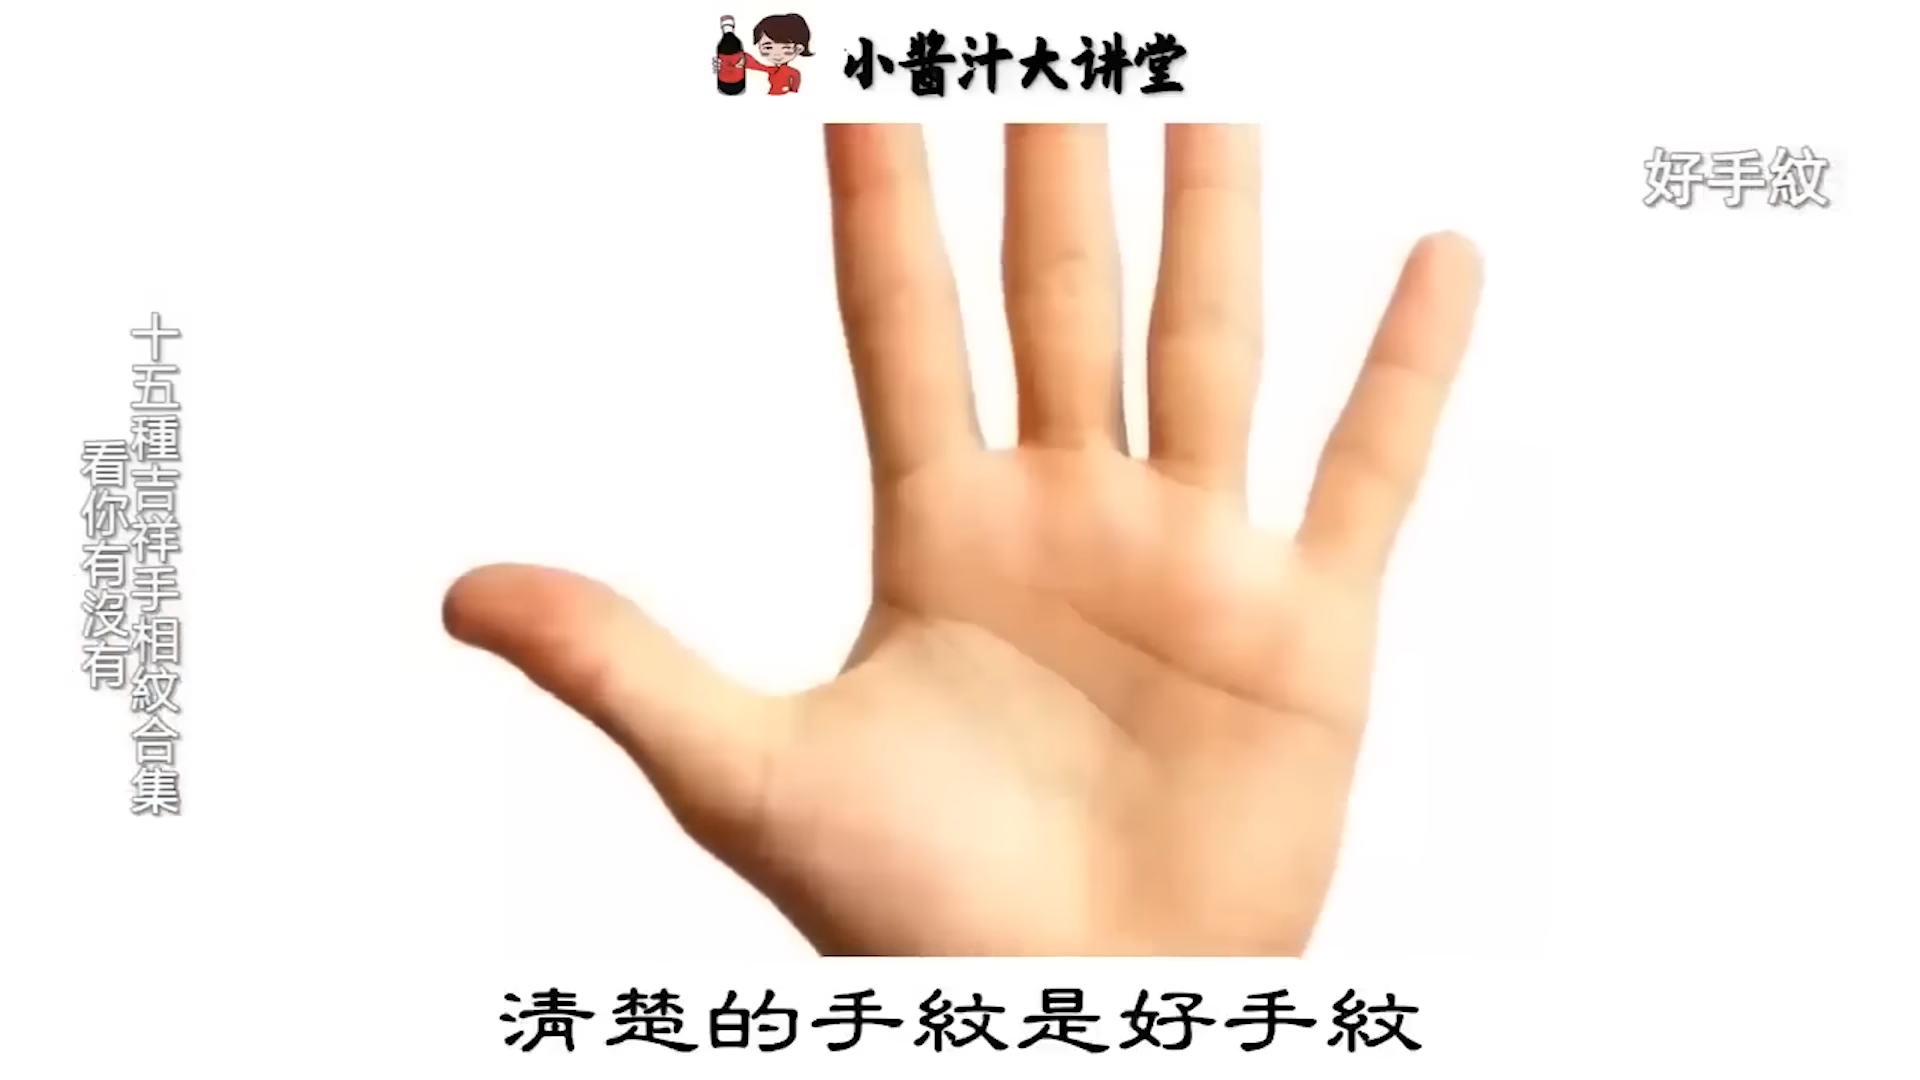 小酱汁大讲堂
好手紋
十五種吉祥手相紋合集
看你有沒有
清楚的手紋是好手紋